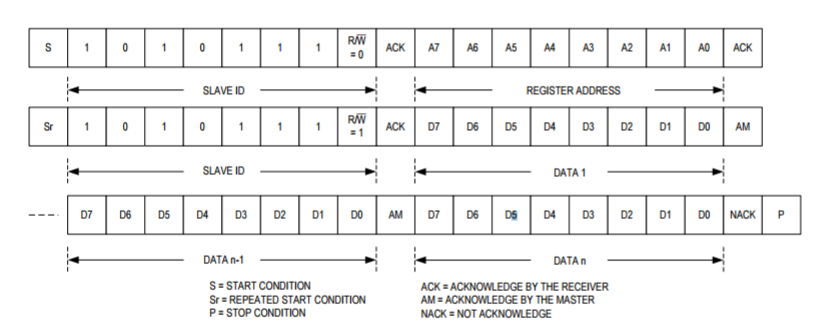 S 1 0 1 0 1 1 1 R/W̅ = 0 ACK A7 A6 A5 A4 A3 A2 A1 A0 ACK
SLAVE ID REGISTER ADDRESS
Sr 1 0 1 0 1 1 1 R/W̅ = 1 ACK D7 D6 D5 D4 D3 D2 D1 D0 AM
SLAVE ID DATA 1
D7 D6 D5 D4 D3 D2 D1 D0 AM D7 D6 D5 D4 D3 D2 D1 D0 NACK P
DATA n-1 DATA n
S = START CONDITION ACK = ACKNOWLEDGE BY THE RECEIVER
Sr = REPEATED START CONDITION AM = ACKNOWLEDGE BY THE MASTER
P = STOP CONDITION NACK = NOT ACKNOWLEDGE